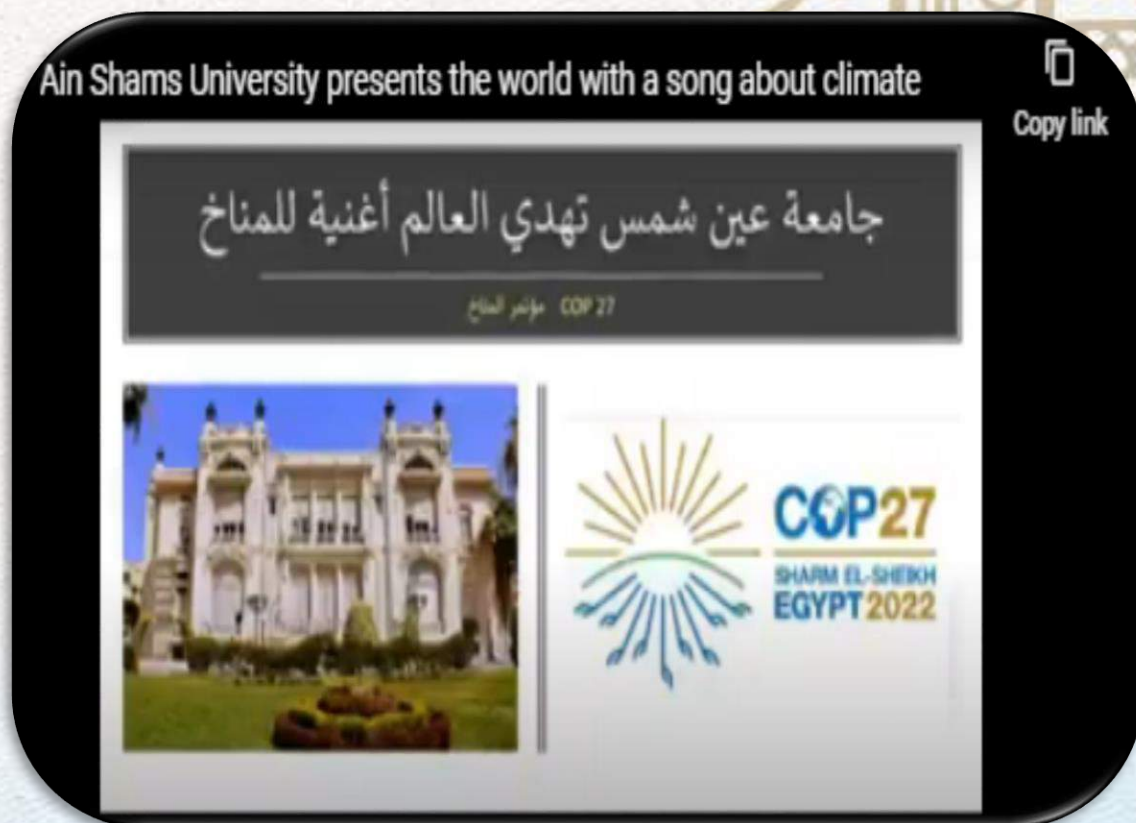 Ain Shams University presents the world with a song about climate
Copy link
جامعة عين شمس تهدي العالم أغنية للمناخ
COP 27 مؤتمر المناخ
COP27
SHARM EL-SHEIKH
EGYPT 2022